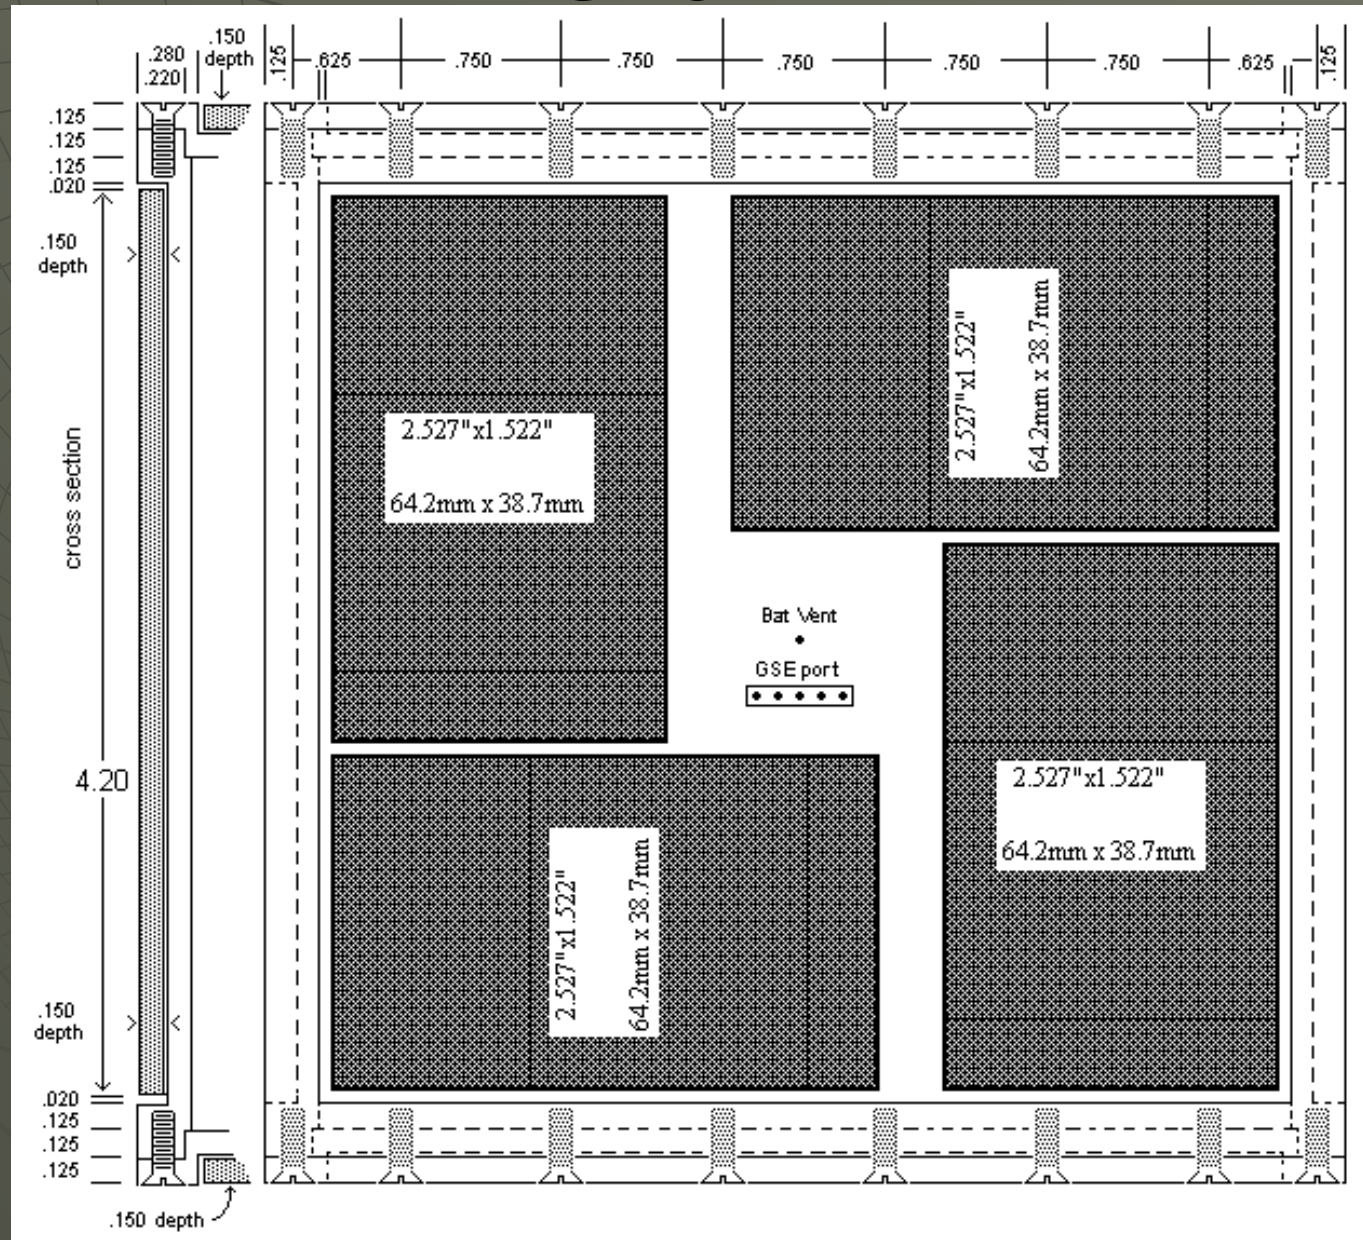 .150
depth
.280
.220
.125
.625
.750
.750
.750
.750
.750
.625
.125
.125
.125
.125
.020
.150
depth
cross section
4.20
.150
depth
.020
.125
.125
.125
.150 depth
2.527"x1.522"
64.2mm x 38.7mm
2.527"x1.522"
64.2mm x 38.7mm
Bat Vent
GSE port
2.527"x1.522"
64.2mm x 38.7mm
2.527"x1.522"
64.2mm x 38.7mm